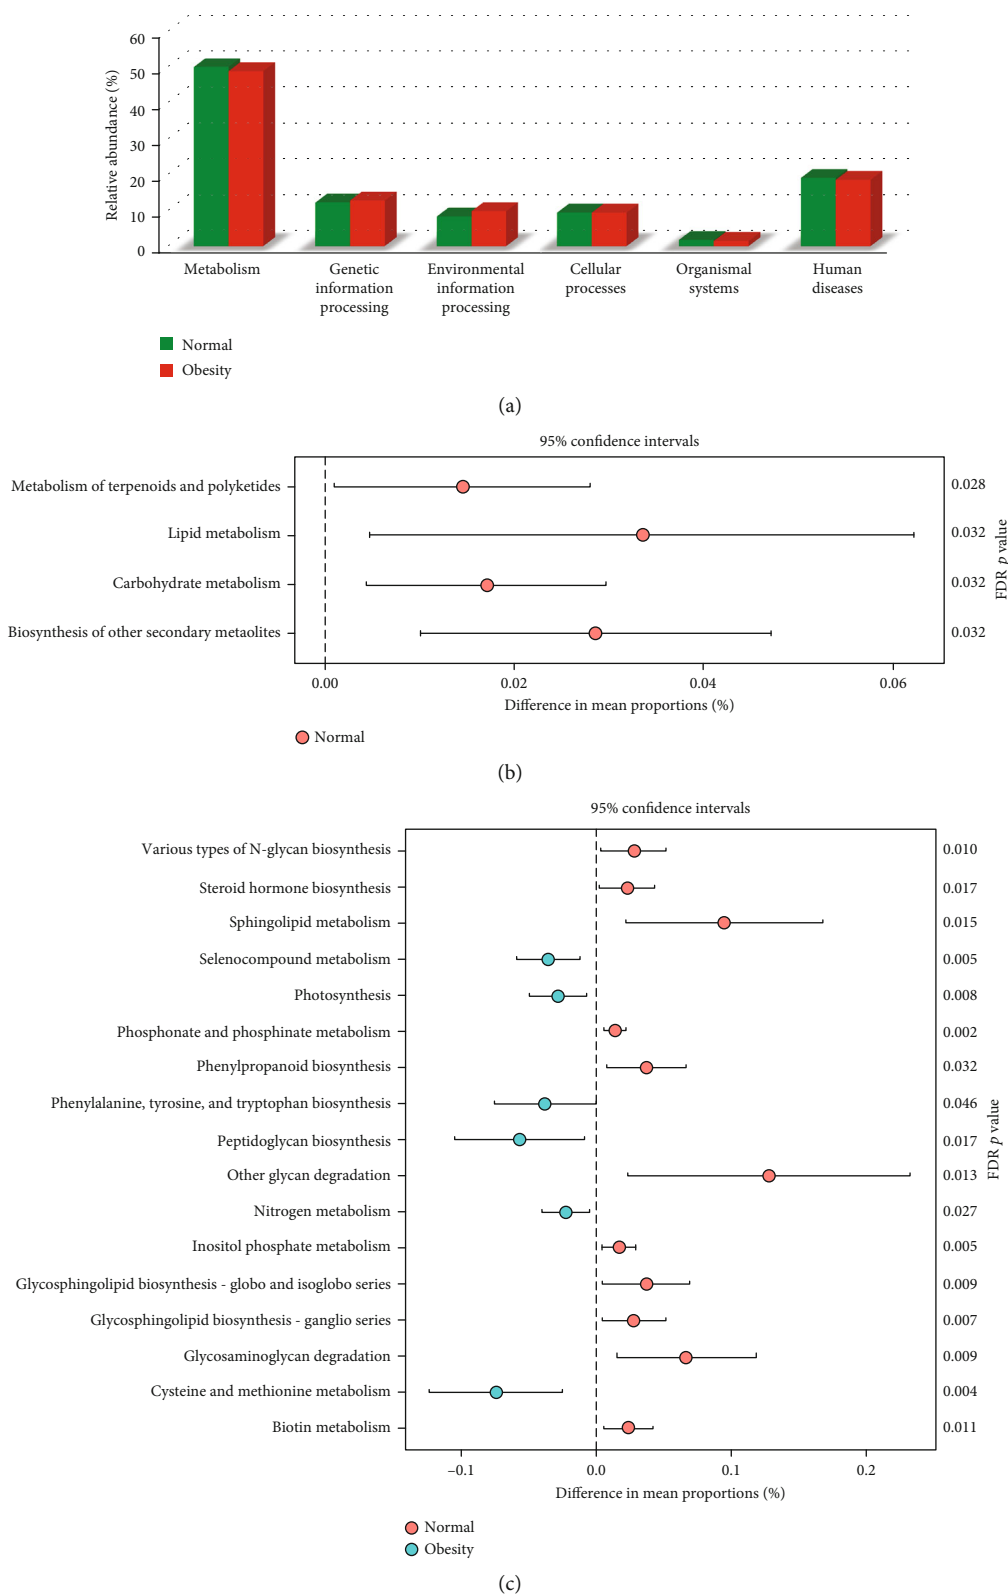 60
50
40
30
20
10
0
Relative abundance (%)
Metabolism
Genetic
information
processing
Environmental
information
processing
Cellular
processes
Organismal
systems
Human
diseases
Normal
Obesity
(a)
95% confidence intervals
Metabolism of terpenoids and polyketides
0.028
Lipid metabolism
0.032
Carbohydrate metabolism
0.032
Biosynthesis of other secondary metaolites
0.032
FDR p value
0.00
0.02
0.04
0.06
Difference in mean proportions (%)
Normal
(b)
95% confidence intervals
Various types of N-glycan biosynthesis
0.010
Steroid hormone biosynthesis
0.017
Sphingolipid metabolism
0.015
Selenocompound metabolism
0.005
Photosynthesis
0.008
Phosphonate and phosphinate metabolism
0.002
Phenylpropanoid biosynthesis
0.032
Phenylalanine, tyrosine, and tryptophan biosynthesis
0.046
Peptidoglycan biosynthesis
0.017
Other glycan degradation
0.013
Nitrogen metabolism
0.027
Inositol phosphate metabolism
0.005
Glycosphingolipid biosynthesis - globo and isoglobo series
0.009
Glycosphingolipid biosynthesis - ganglio series
0.007
Glycosaminoglycan degradation
0.009
Cysteine and methionine metabolism
0.004
Biotin metabolism
0.011
FDR p value
–0.1
0.0
0.1
0.2
Difference in mean proportions (%)
Normal
Obesity
(c)